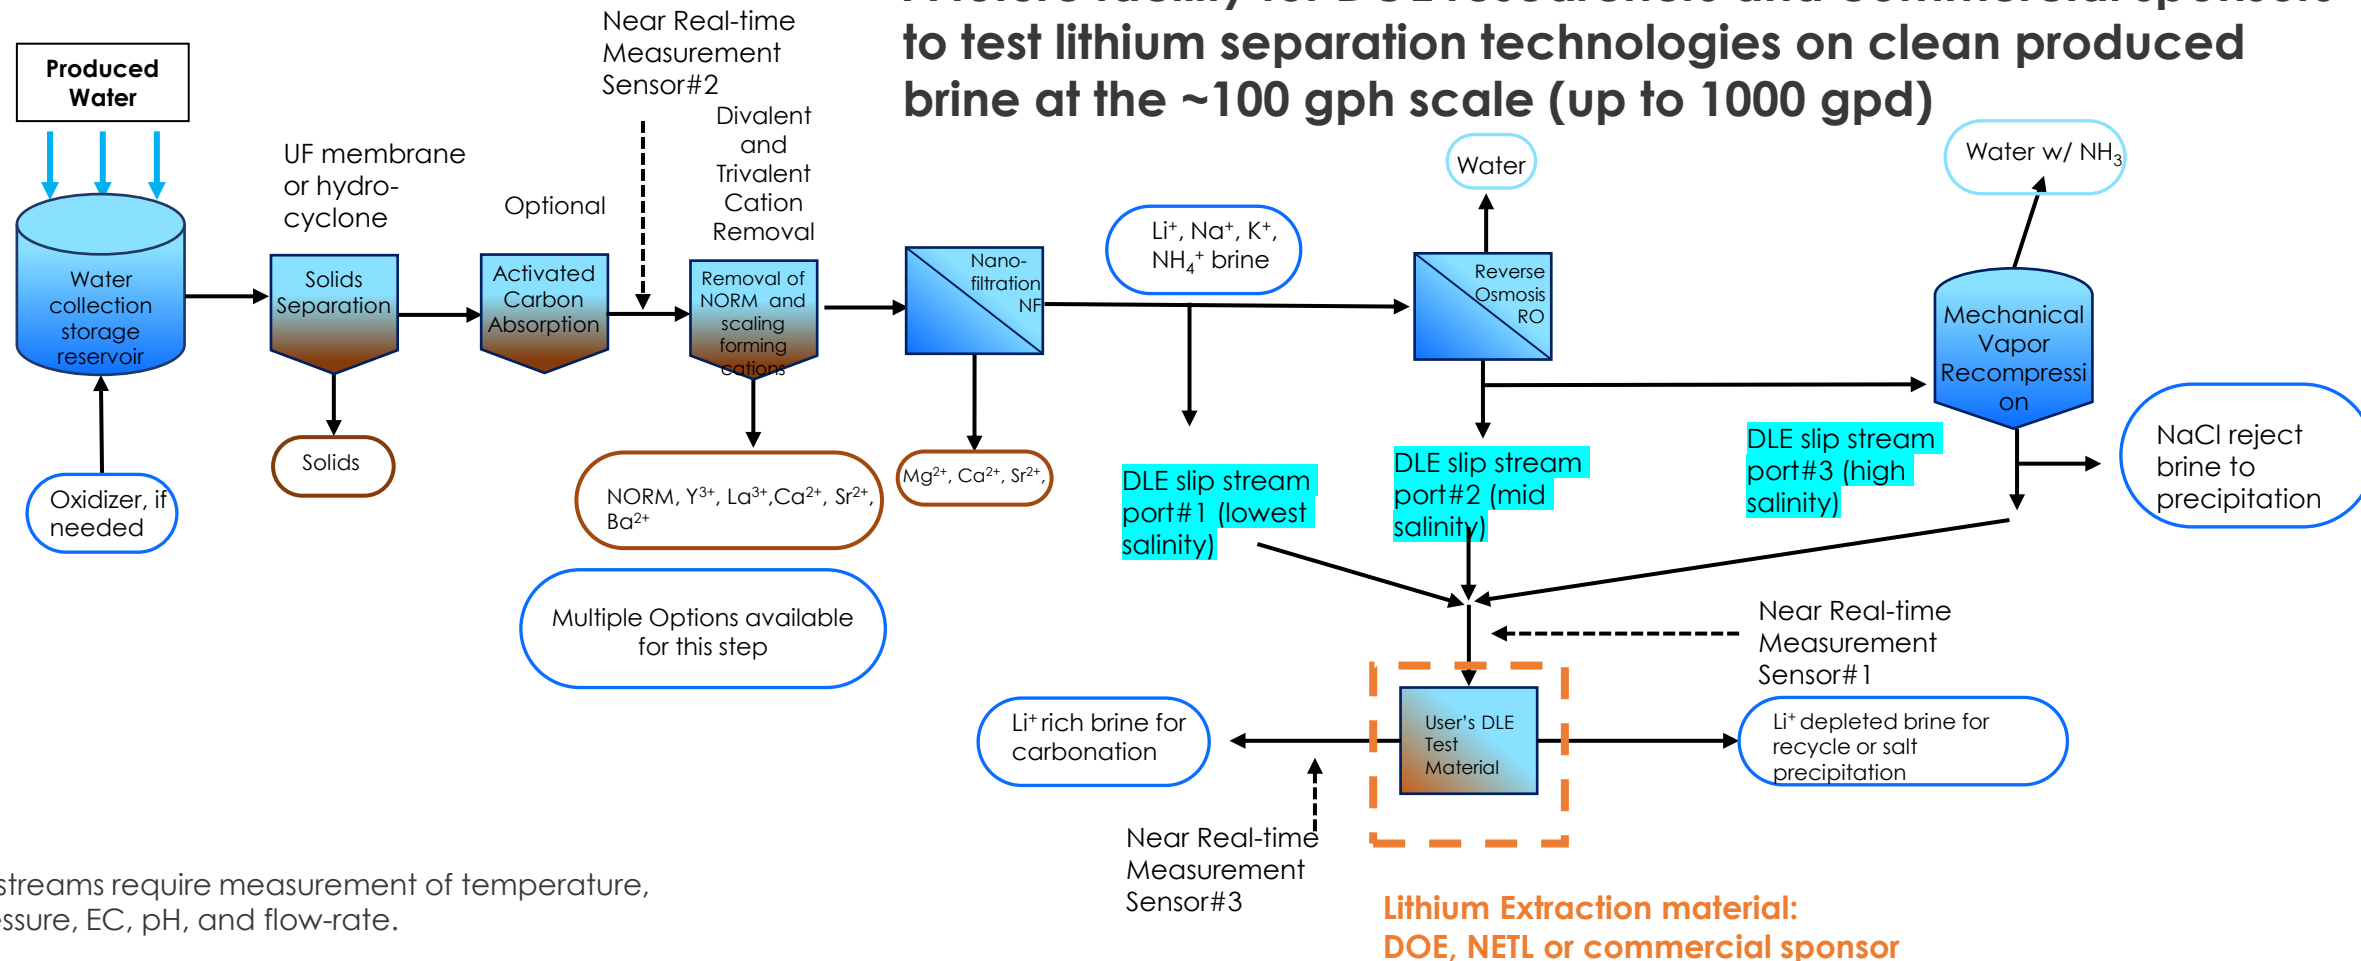 to test lithium separation technologies on clean produced
brine at the ~100 gph scale (up to 1000 gpd)
Near Real-time
Measurement
Sensor#2
Produced
Water
UF membrane
or hydro-
cyclone
Optional
Divalent
and
Trivalent
Cation
Removal
Water
Water w/ NH₃
Li⁺, Na⁺, K⁺,
NH₄⁺ brine
Water
collection
storage
reservoir
Solids
Separation
Activated
Carbon
Absorption
Removal of
NORM and
scaling
forming
cations
Nano-
filtration
NF
Reverse
Osmosis
RO
Mechanical
Vapor
Recompressi
on
Oxidizer, if
needed
Solids
NORM, Y³⁺, La³⁺,Ca²⁺, Sr²⁺,
Ba²⁺
Mg²⁺, Ca²⁺, Sr²⁺,
DLE slip stream
port#1 (lowest
salinity)
DLE slip stream
port#2 (mid
salinity)
DLE slip stream
port#3 (high
salinity)
NaCl reject
brine to
precipitation
Multiple Options available
for this step
Near Real-time
Measurement
Sensor#1
Li⁺ rich brine for
carbonation
User's DLE
Test
Material
Li⁺ depleted brine for
recycle or salt
precipitation
Near Real-time
Measurement
Sensor#3
streams require measurement of temperature,
essure, EC, pH, and flow-rate.
Lithium Extraction material:
DOE, NETL or commercial sponsor